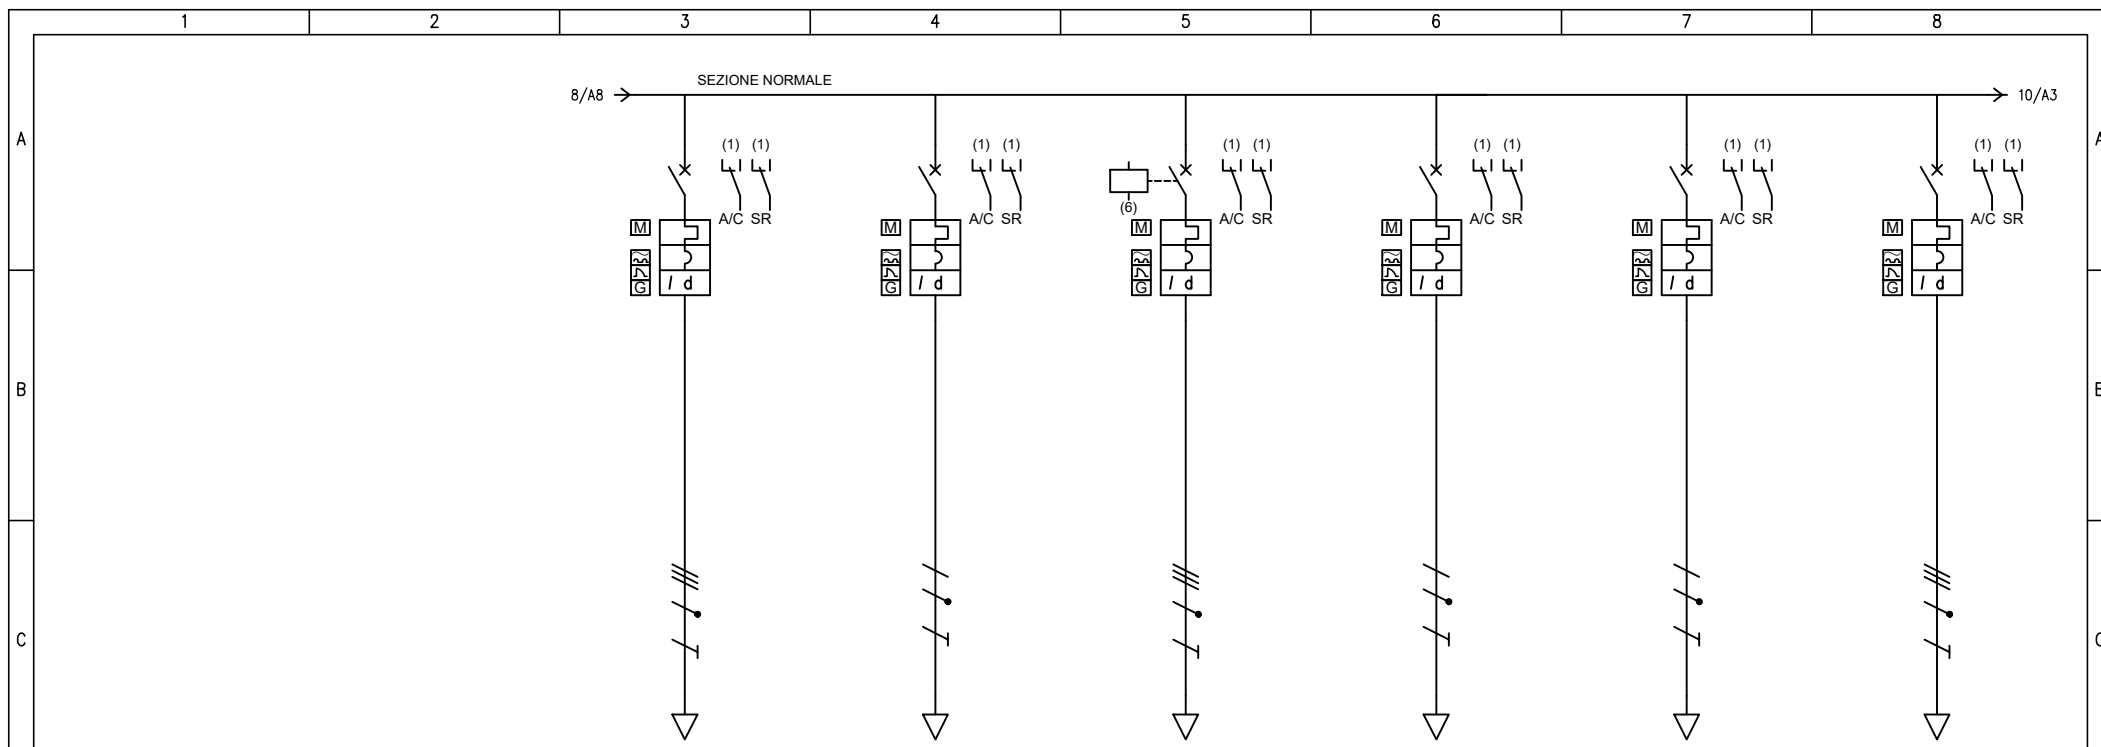 1 2 3 4 5 6 7 8
SEZIONE NORMALE
8/A8 10/A3
A A
(1) (1) (1) (1) (1) (1) (1) (1) (1) (1) (1) (1)
(6)
A/C SR A/C SR A/C SR A/C SR A/C SR A/C SR
M M M M M M
G I d G I d G I d G I d G I d G I d
B B
C C